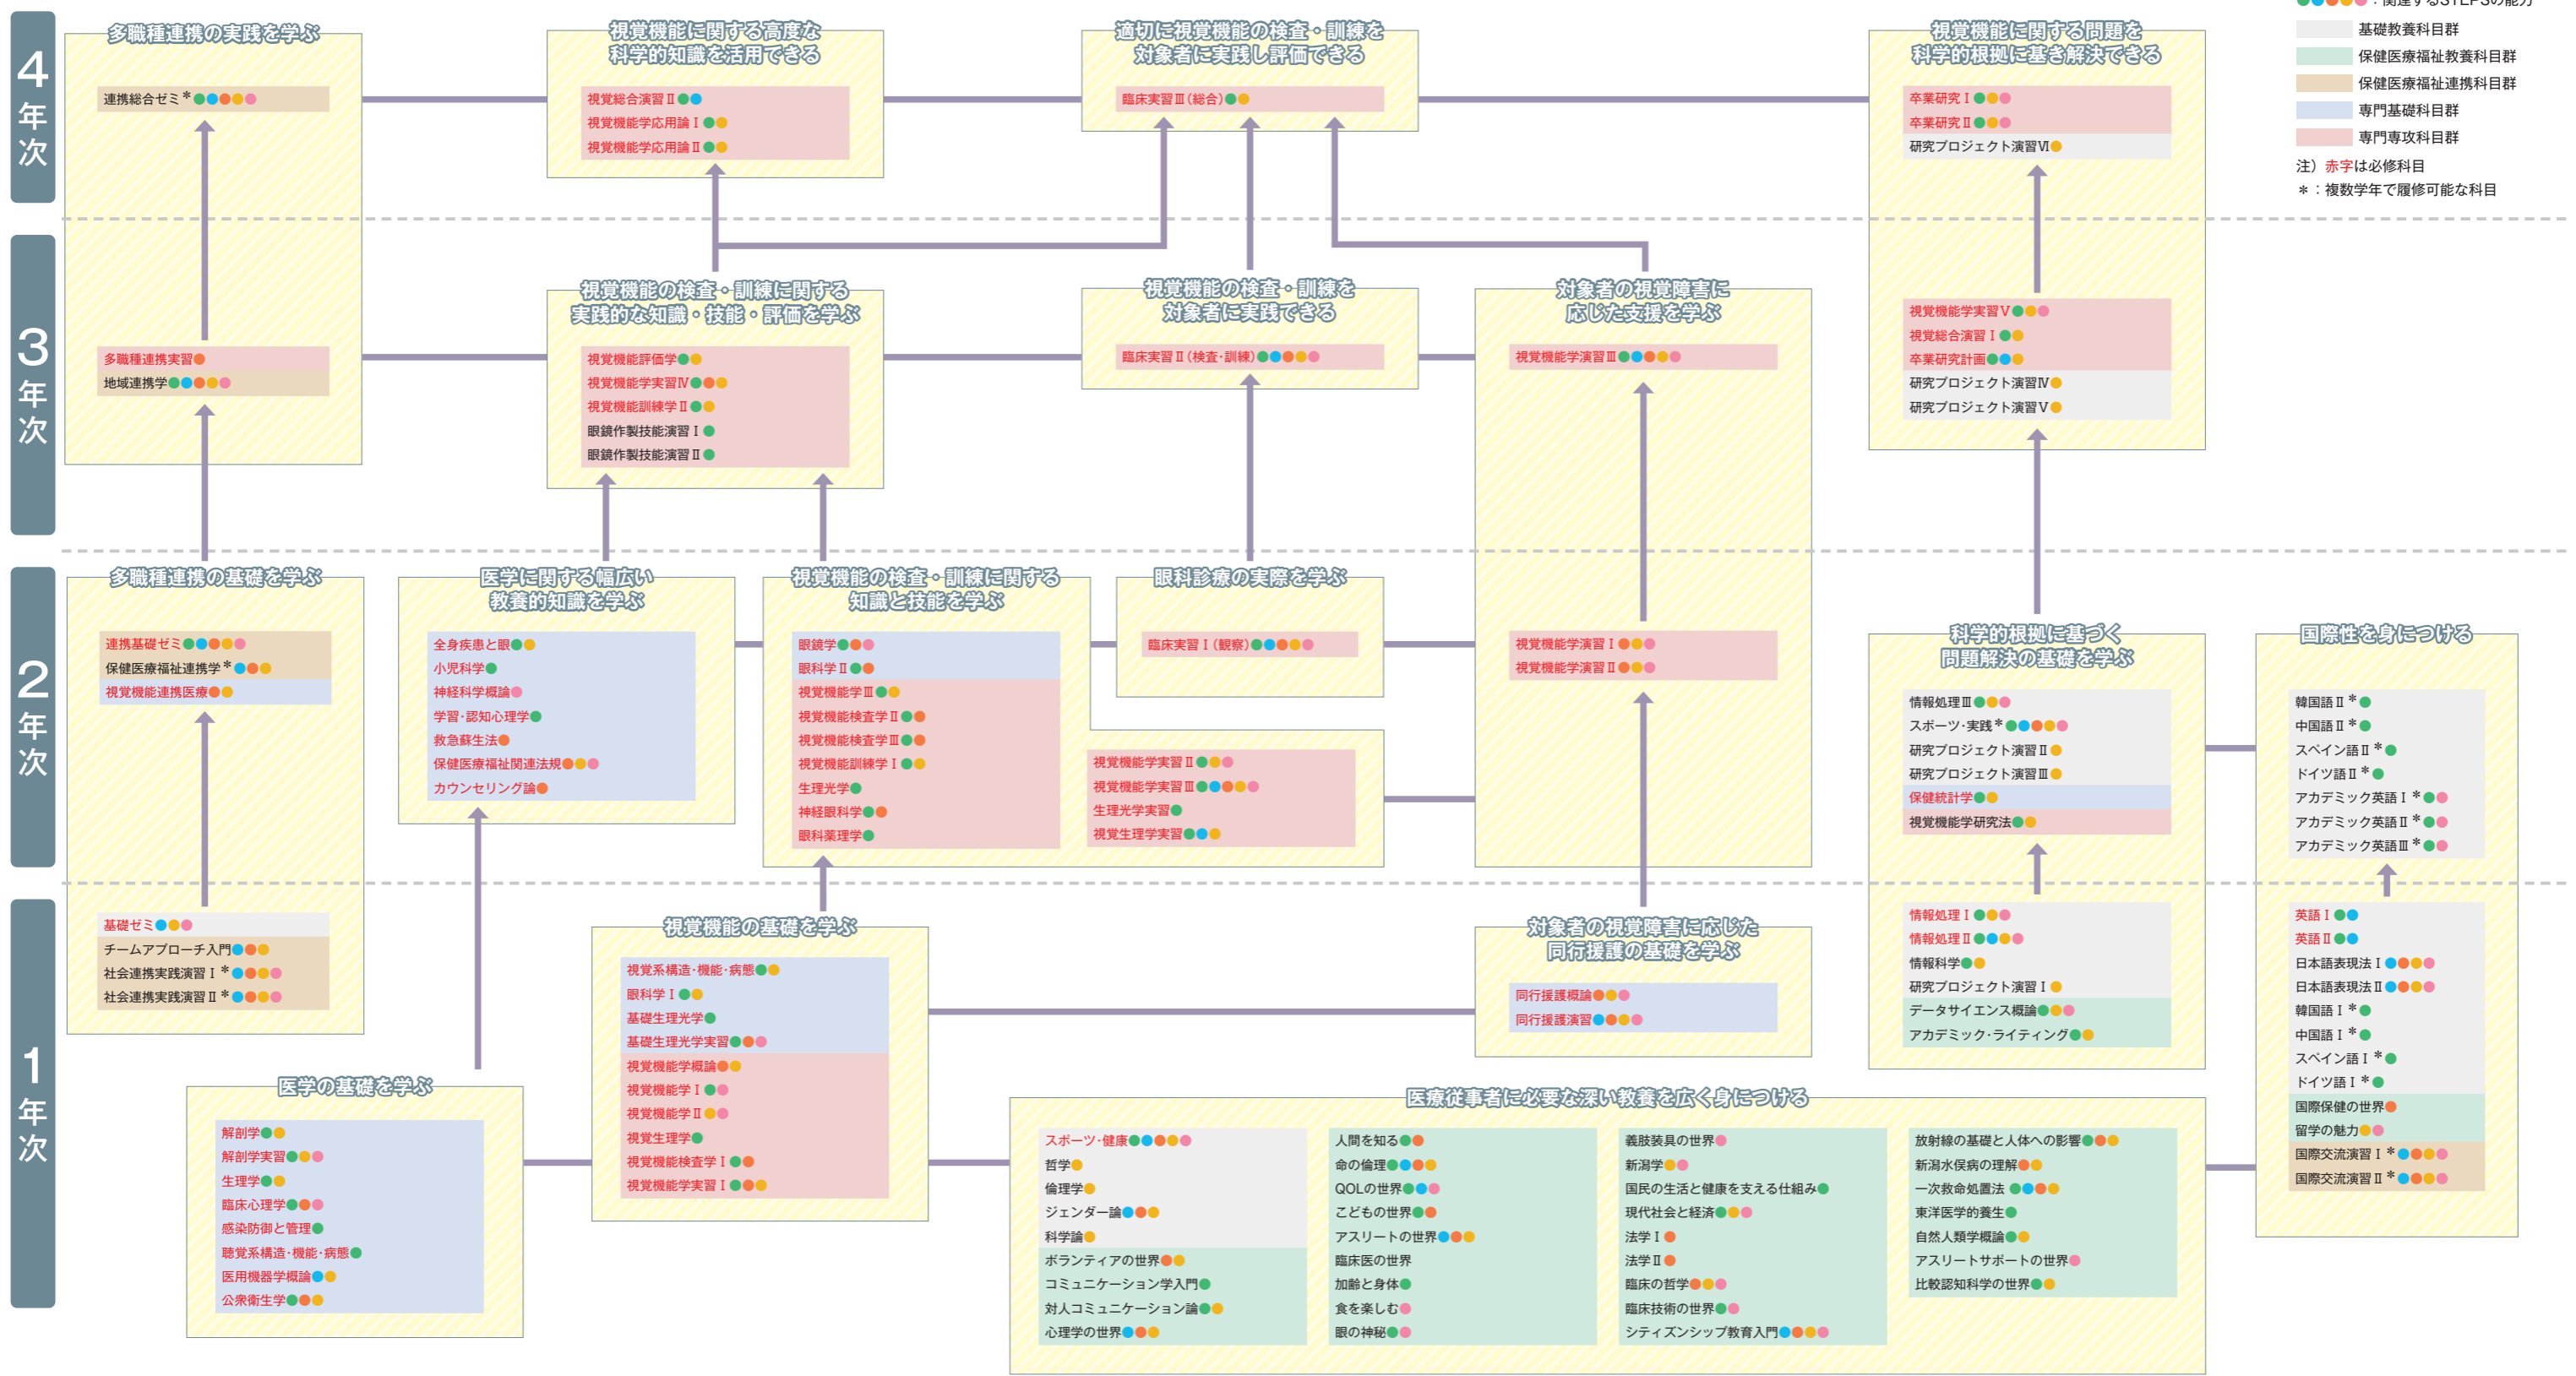 ：関連するSTEPSの能力
基礎教養科目群
保健医療福祉教養科目群
保健医療福祉連携科目群
専門基礎科目群
専門専攻科目群
注）赤字は必修科目
＊：複数学年で履修可能な科目
4年次
多職種連携の実践を学ぶ
連携総合ゼミ＊
視覚機能に関する高度な
科学的知識を活用できる
視覚総合演習Ⅱ
視覚機能学応用論Ⅰ
視覚機能学応用論Ⅱ
適切に視覚機能の検査・訓練を
対象者に実践し評価できる
臨床実習Ⅲ（総合）
視覚機能に関する問題を
科学的根拠に基き解決できる
卒業研究Ⅰ
卒業研究Ⅱ
研究プロジェクト演習Ⅵ
3年次
多職種連携実習
地域連携学
視覚機能の検査・訓練に関する
実践的な知識・技能・評価を学ぶ
視覚機能評価学
視覚機能学実習Ⅳ
視覚機能訓練学Ⅱ
眼鏡作製技能演習Ⅰ
眼鏡作製技能演習Ⅱ
視覚機能の検査・訓練を
対象者に実践できる
臨床実習Ⅱ（検査・訓練）
対象者の視覚障害に
応じた支援を学ぶ
視覚機能学演習Ⅲ
視覚機能学実習Ⅴ
視覚総合演習Ⅰ
卒業研究計画
研究プロジェクト演習Ⅳ
研究プロジェクト演習Ⅴ
2年次
多職種連携の基礎を学ぶ
連携基礎ゼミ
保健医療福祉連携学＊
視覚機能連携医療
医学に関する幅広い
教養的知識を学ぶ
全身疾患と眼
小児科学
神経科学概論
学習・認知心理学
救急蘇生法
保健医療福祉関連法規
カウンセリング論
視覚機能の検査・訓練に関する
知識と技能を学ぶ
眼鏡学
眼科学Ⅱ
視覚機能学Ⅲ
視覚機能検査学Ⅱ
視覚機能検査学Ⅲ
視覚機能訓練学Ⅰ
生理光学
神経眼科学
眼科薬理学
視覚機能学実習Ⅱ
視覚機能学実習Ⅲ
生理光学実習
視覚生理学実習
眼科診療の実際を学ぶ
臨床実習Ⅰ（観察）
視覚機能学演習Ⅰ
視覚機能学演習Ⅱ
科学的根拠に基づく
問題解決の基礎を学ぶ
情報処理Ⅲ
スポーツ・実践＊
研究プロジェクト演習Ⅱ
研究プロジェクト演習Ⅲ
保健統計学
視覚機能学研究法
国際性を身につける
韓国語Ⅱ＊
中国語Ⅱ＊
スペイン語Ⅱ＊
ドイツ語Ⅱ＊
アカデミック英語Ⅰ＊
アカデミック英語Ⅱ＊
アカデミック英語Ⅲ＊
1年次
基礎ゼミ
チームアプローチ入門
社会連携実践演習Ⅰ＊
社会連携実践演習Ⅱ＊
医学の基礎を学ぶ
解剖学
解剖学実習
生理学
臨床心理学
感染防御と管理
聴覚系構造・機能・病態
医用機器学概論
公衆衛生学
視覚機能の基礎を学ぶ
視覚系構造・機能・病態
眼科学Ⅰ
基礎生理光学
基礎生理光学実習
視覚機能学概論
視覚機能学Ⅰ
視覚機能学Ⅱ
視覚生理学
視覚機能検査学Ⅰ
視覚機能学実習Ⅰ
対象者の視覚障害に応じた
同行援護の基礎を学ぶ
同行援護概論
同行援護演習
医療従事者に必要な深い教養を広く身につける
スポーツ・健康
哲学
倫理学
ジェンダー論
科学論
ボランティアの世界
コミュニケーション学入門
対人コミュニケーション論
心理学の世界
人間を知る
命の倫理
QOLの世界
こどもの世界
アスリートの世界
臨床医の世界
加齢と身体
食を楽しむ
眼の神秘
義肢装具の世界
新潟学
国民の生活と健康を支える仕組み
現代社会と経済
法学Ⅰ
法学Ⅱ
臨床の哲学
臨床技術の世界
シティズンシップ教育入門
放射線の基礎と人体への影響
新潟水俣病の理解
一次救命処置法
東洋医学的養生
自然人類学概論
アスリートサポートの世界
比較認知科学の世界
情報処理Ⅰ
情報処理Ⅱ
情報科学
研究プロジェクト演習Ⅰ
データサイエンス概論
アカデミック・ライティング
英語Ⅰ
英語Ⅱ
日本語表現法Ⅰ
日本語表現法Ⅱ
韓国語Ⅰ＊
中国語Ⅰ＊
スペイン語Ⅰ＊
ドイツ語Ⅰ＊
国際保健の世界
留学の魅力
国際交流演習Ⅰ＊
国際交流演習Ⅱ＊